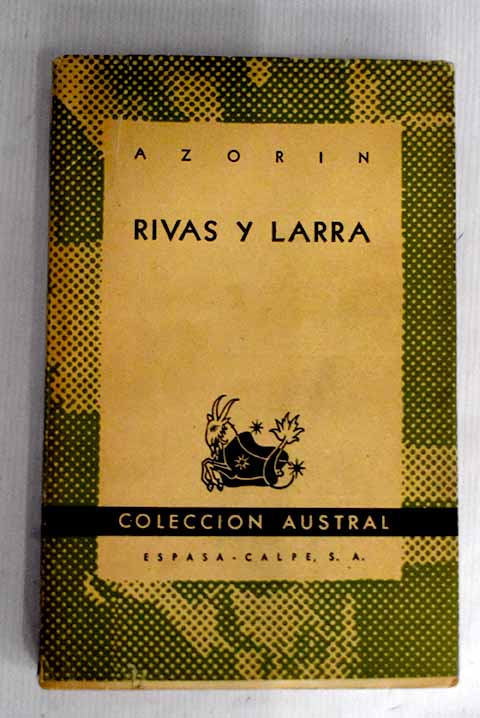 AZORIN
RIVAS Y LARRA
COLECCION AUSTRAL
ESPASA-CALPE, S. A.